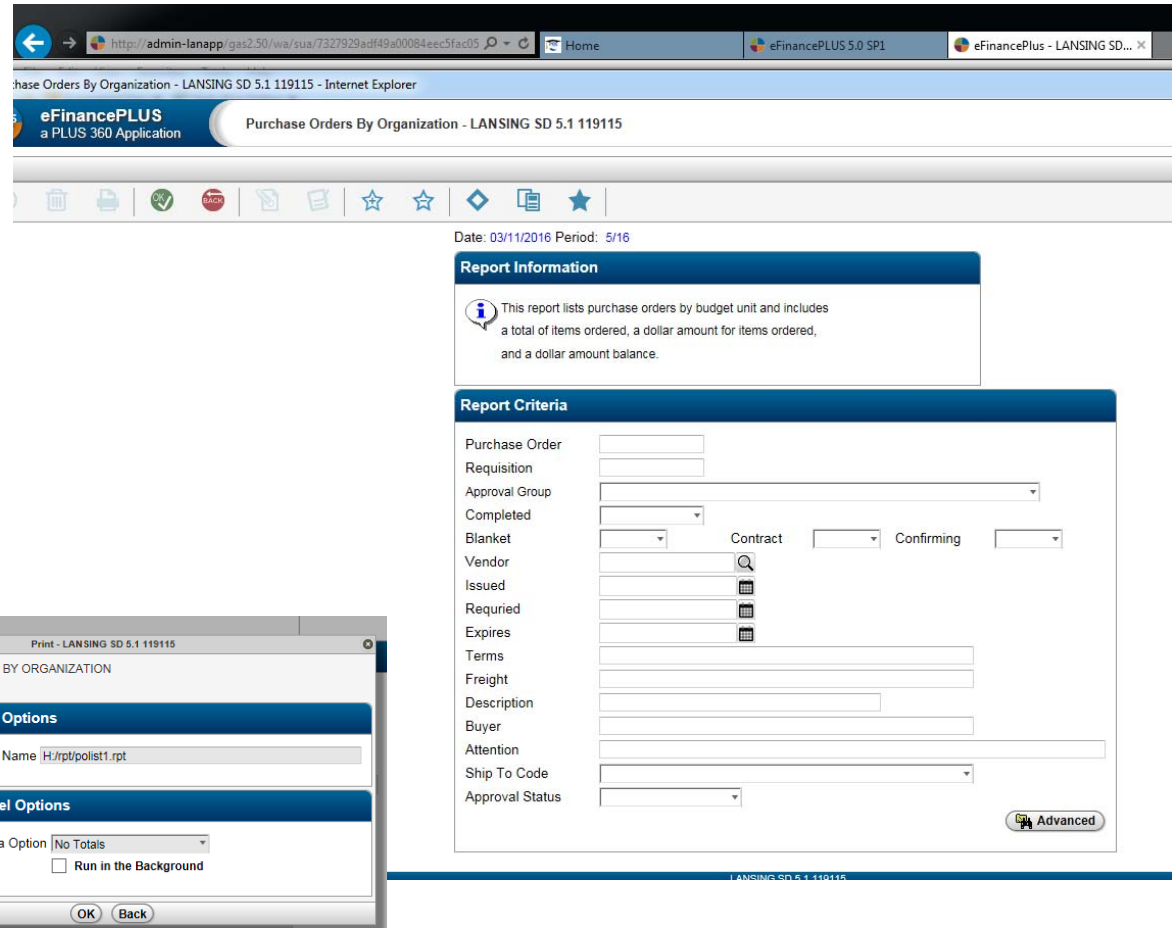 http://admin-lanapp/gas2.50/wa/sua/7327929adf49a00084eec5fac05
Home
eFinancePLUS 5.0 SP1
eFinancePlus - LANSING SD...
hase Orders By Organization - LANSING SD 5.1 119115 - Internet Explorer
eFinancePLUS
a PLUS 360 Application
Purchase Orders By Organization - LANSING SD 5.1 119115
OK
BACK
Date: 03/11/2016 Period: 5/16
Report Information
This report lists purchase orders by budget unit and includes
a total of items ordered, a dollar amount for items ordered,
and a dollar amount balance.
Report Criteria
Purchase Order
Requisition
Approval Group
Completed
Blanket Contract Confirming
Vendor
Issued
Requried
Expires
Terms
Freight
Description
Buyer
Attention
Ship To Code
Approval Status
Advanced
LANSING SD 5.1 119115
Print - LANSING SD 5.1 119115
BY ORGANIZATION
Options
Name H:/rpt/polist1.rpt
el Options
a Option No Totals
Run in the Background
OK Back